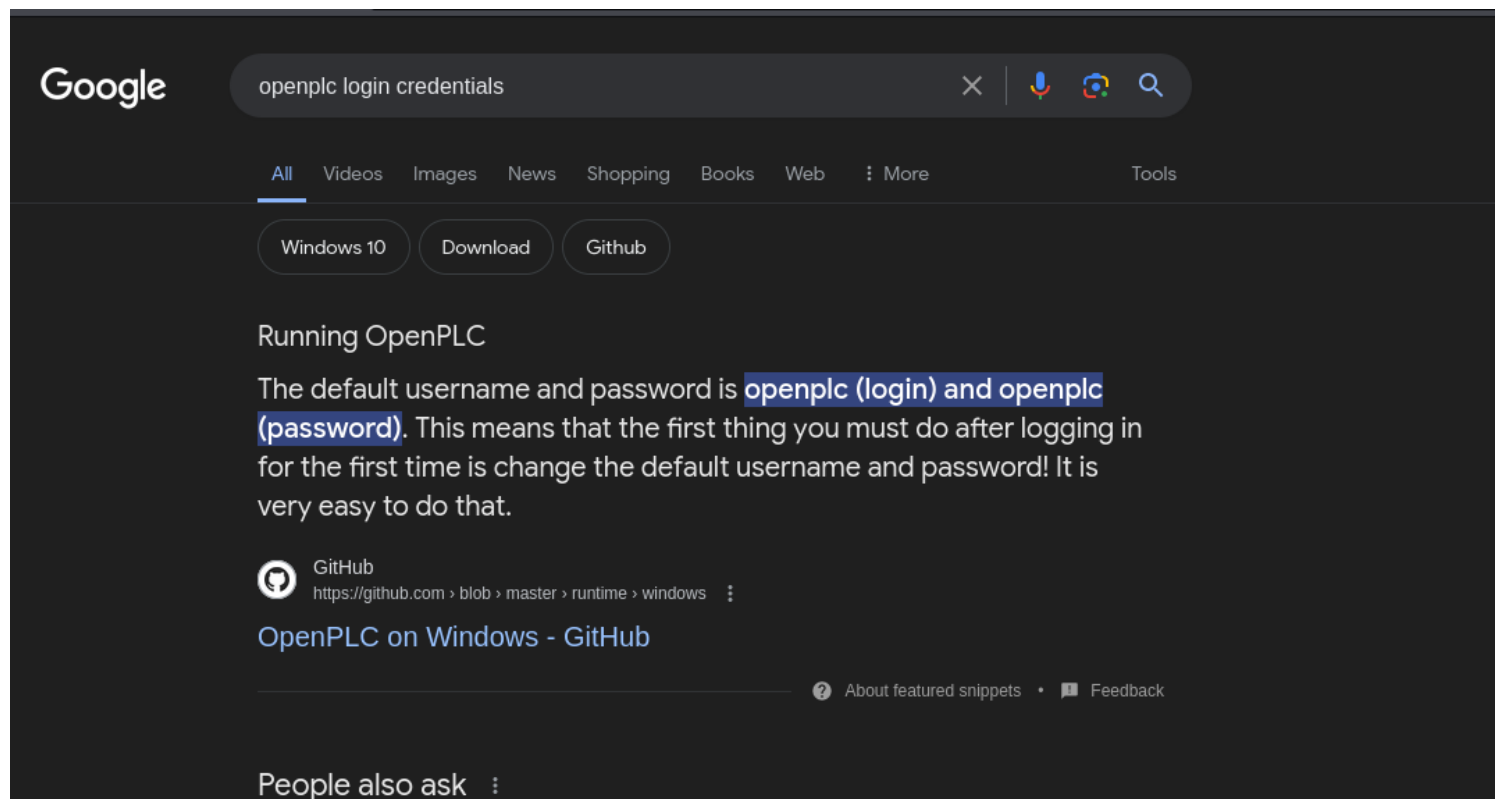 Google
openplc login credentials
All Videos Images News Shopping Books Web More Tools
Windows 10 Download Github
Running OpenPLC
The default username and password is openplc (login) and openplc
(password). This means that the first thing you must do after logging in
for the first time is change the default username and password! It is
very easy to do that.
GitHub
https://github.com › blob › master › runtime › windows
OpenPLC on Windows - GitHub
About featured snippets • Feedback
People also ask